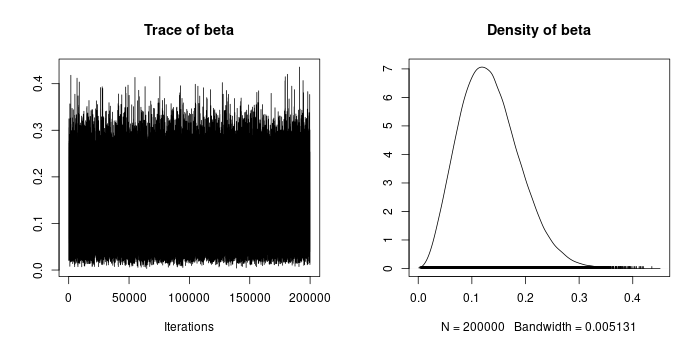 Trace of beta
0.0
0.1
0.2
0.3
0.4
0 50000 100000 150000 200000
Iterations
Density of beta
0
1
2
3
4
5
6
7
0.0 0.1 0.2 0.3 0.4
N = 200000 Bandwidth = 0.005131